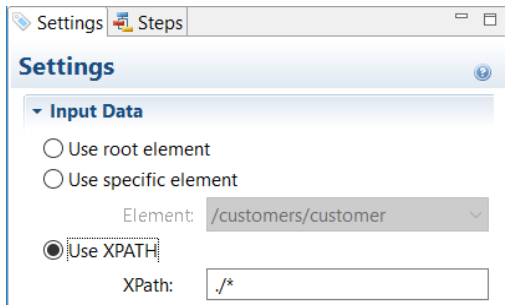 Settings Steps
Settings
Input Data
Use root element
Use specific element
Element: /customers/customer
Use XPATH
XPath: ./*